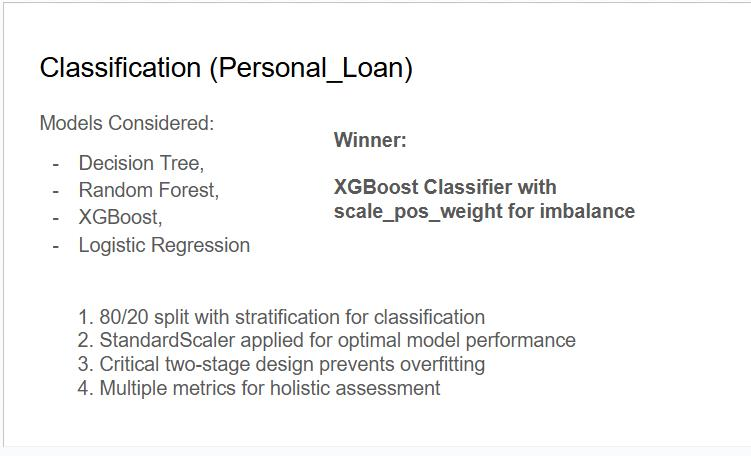 Classification (Personal_Loan)
Models Considered:
- Decision Tree,
- Random Forest,
- XGBoost,
- Logistic Regression
Winner:
XGBoost Classifier with
scale_pos_weight for imbalance
1. 80/20 split with stratification for classification
2. StandardScaler applied for optimal model performance
3. Critical two-stage design prevents overfitting
4. Multiple metrics for holistic assessment